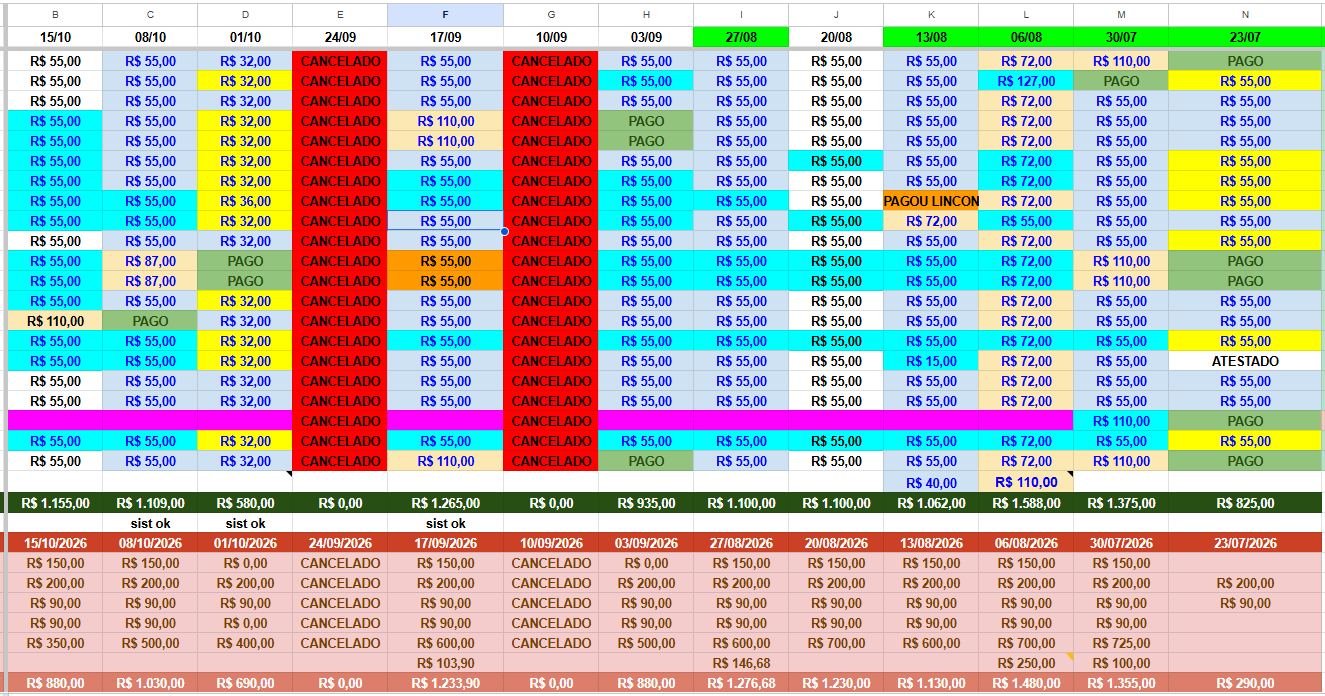 B C D E F G H I J K L M N
15/10 08/10 01/10 24/09 17/09 10/09 03/09 27/08 20/08 13/08 06/08 30/07 23/07
R$ 55,00 R$ 55,00 R$ 32,00 CANCELADO R$ 55,00 CANCELADO R$ 55,00 R$ 55,00 R$ 55,00 R$ 55,00 R$ 72,00 R$ 110,00 PAGO
R$ 55,00 R$ 55,00 R$ 32,00 CANCELADO R$ 55,00 CANCELADO R$ 55,00 R$ 55,00 R$ 55,00 R$ 55,00 R$ 127,00 PAGO R$ 55,00
R$ 55,00 R$ 55,00 R$ 32,00 CANCELADO R$ 55,00 CANCELADO R$ 55,00 R$ 55,00 R$ 55,00 R$ 55,00 R$ 72,00 R$ 55,00 R$ 55,00
R$ 55,00 R$ 55,00 R$ 32,00 CANCELADO R$ 110,00 CANCELADO PAGO R$ 55,00 R$ 55,00 R$ 55,00 R$ 72,00 R$ 55,00 R$ 55,00
R$ 55,00 R$ 55,00 R$ 32,00 CANCELADO R$ 110,00 CANCELADO PAGO R$ 55,00 R$ 55,00 R$ 55,00 R$ 72,00 R$ 55,00 R$ 55,00
R$ 55,00 R$ 55,00 R$ 32,00 CANCELADO R$ 55,00 CANCELADO R$ 55,00 R$ 55,00 R$ 55,00 R$ 55,00 R$ 72,00 R$ 55,00 R$ 55,00
R$ 55,00 R$ 55,00 R$ 32,00 CANCELADO R$ 55,00 CANCELADO R$ 55,00 R$ 55,00 R$ 55,00 R$ 55,00 R$ 72,00 R$ 55,00 R$ 55,00
R$ 55,00 R$ 55,00 R$ 36,00 CANCELADO R$ 55,00 CANCELADO R$ 55,00 R$ 55,00 R$ 55,00 PAGOU LINCON R$ 72,00 R$ 55,00 R$ 55,00
R$ 55,00 R$ 55,00 R$ 32,00 CANCELADO R$ 55,00 CANCELADO R$ 55,00 R$ 55,00 R$ 55,00 R$ 72,00 R$ 55,00 R$ 55,00 R$ 55,00
R$ 55,00 R$ 55,00 R$ 32,00 CANCELADO R$ 55,00 CANCELADO R$ 55,00 R$ 55,00 R$ 55,00 R$ 55,00 R$ 72,00 R$ 55,00 R$ 55,00
R$ 55,00 R$ 87,00 PAGO CANCELADO R$ 55,00 CANCELADO R$ 55,00 R$ 55,00 R$ 55,00 R$ 55,00 R$ 72,00 R$ 110,00 PAGO
R$ 55,00 R$ 87,00 PAGO CANCELADO R$ 55,00 CANCELADO R$ 55,00 R$ 55,00 R$ 55,00 R$ 55,00 R$ 72,00 R$ 110,00 PAGO
R$ 55,00 R$ 55,00 R$ 32,00 CANCELADO R$ 55,00 CANCELADO R$ 55,00 R$ 55,00 R$ 55,00 R$ 55,00 R$ 72,00 R$ 55,00 R$ 55,00
R$ 110,00 PAGO R$ 32,00 CANCELADO R$ 55,00 CANCELADO R$ 55,00 R$ 55,00 R$ 55,00 R$ 55,00 R$ 72,00 R$ 55,00 R$ 55,00
R$ 55,00 R$ 55,00 R$ 32,00 CANCELADO R$ 55,00 CANCELADO R$ 55,00 R$ 55,00 R$ 55,00 R$ 55,00 R$ 72,00 R$ 55,00 R$ 55,00
R$ 55,00 R$ 55,00 R$ 32,00 CANCELADO R$ 55,00 CANCELADO R$ 55,00 R$ 55,00 R$ 55,00 R$ 15,00 R$ 72,00 R$ 55,00 ATESTADO
R$ 55,00 R$ 55,00 R$ 32,00 CANCELADO R$ 55,00 CANCELADO R$ 55,00 R$ 55,00 R$ 55,00 R$ 55,00 R$ 72,00 R$ 55,00 R$ 55,00
R$ 55,00 R$ 55,00 R$ 32,00 CANCELADO R$ 55,00 CANCELADO R$ 55,00 R$ 55,00 R$ 55,00 R$ 55,00 R$ 72,00 R$ 55,00 R$ 55,00
CANCELADO CANCELADO R$ 110,00 PAGO
R$ 55,00 R$ 55,00 R$ 32,00 CANCELADO R$ 55,00 CANCELADO R$ 55,00 R$ 55,00 R$ 55,00 R$ 55,00 R$ 72,00 R$ 55,00 R$ 55,00
R$ 55,00 R$ 55,00 R$ 32,00 CANCELADO R$ 110,00 CANCELADO PAGO R$ 55,00 R$ 55,00 R$ 55,00 R$ 72,00 R$ 110,00 PAGO
R$ 40,00 R$ 110,00
R$ 1.155,00 R$ 1.109,00 R$ 580,00 R$ 0,00 R$ 1.265,00 R$ 0,00 R$ 935,00 R$ 1.100,00 R$ 1.100,00 R$ 1.062,00 R$ 1.588,00 R$ 1.375,00 R$ 825,00
sist ok sist ok sist ok
15/10/2026 08/10/2026 01/10/2026 24/09/2026 17/09/2026 10/09/2026 03/09/2026 27/08/2026 20/08/2026 13/08/2026 06/08/2026 30/07/2026 23/07/2026
R$ 150,00 R$ 150,00 R$ 0,00 CANCELADO R$ 150,00 CANCELADO R$ 0,00 R$ 150,00 R$ 150,00 R$ 150,00 R$ 150,00 R$ 150,00
R$ 200,00 R$ 200,00 R$ 200,00 CANCELADO R$ 200,00 CANCELADO R$ 200,00 R$ 200,00 R$ 200,00 R$ 200,00 R$ 200,00 R$ 200,00 R$ 200,00
R$ 90,00 R$ 90,00 R$ 90,00 CANCELADO R$ 90,00 CANCELADO R$ 90,00 R$ 90,00 R$ 90,00 R$ 90,00 R$ 90,00 R$ 90,00 R$ 90,00
R$ 90,00 R$ 90,00 R$ 0,00 CANCELADO R$ 90,00 CANCELADO R$ 90,00 R$ 90,00 R$ 90,00 R$ 90,00 R$ 90,00 R$ 90,00
R$ 350,00 R$ 500,00 R$ 400,00 CANCELADO R$ 600,00 CANCELADO R$ 500,00 R$ 600,00 R$ 700,00 R$ 600,00 R$ 700,00 R$ 725,00
R$ 103,90 R$ 146,68 R$ 250,00 R$ 100,00
R$ 880,00 R$ 1.030,00 R$ 690,00 R$ 0,00 R$ 1.233,90 R$ 0,00 R$ 880,00 R$ 1.276,68 R$ 1.230,00 R$ 1.130,00 R$ 1.480,00 R$ 1.355,00 R$ 290,00